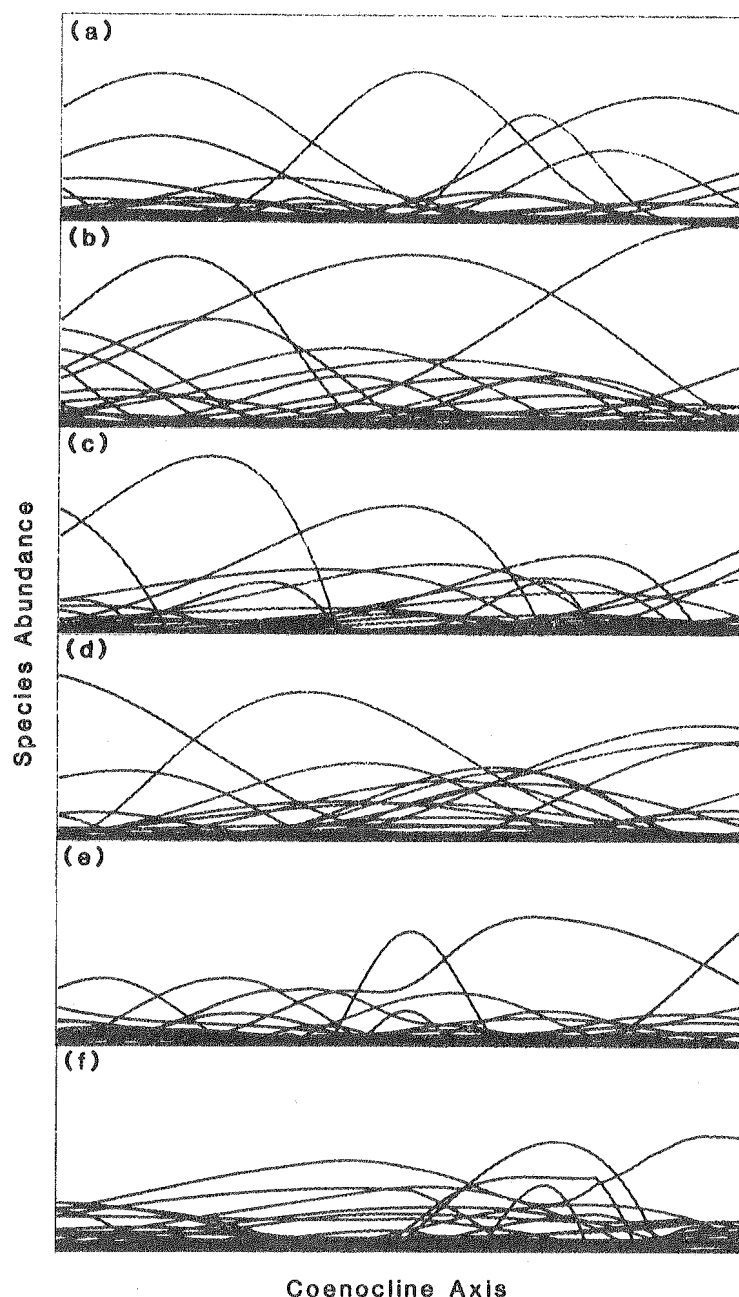 (a)
(b)
(c)
(d)
(e)
(f)
Species Abundance
Coenocline Axis